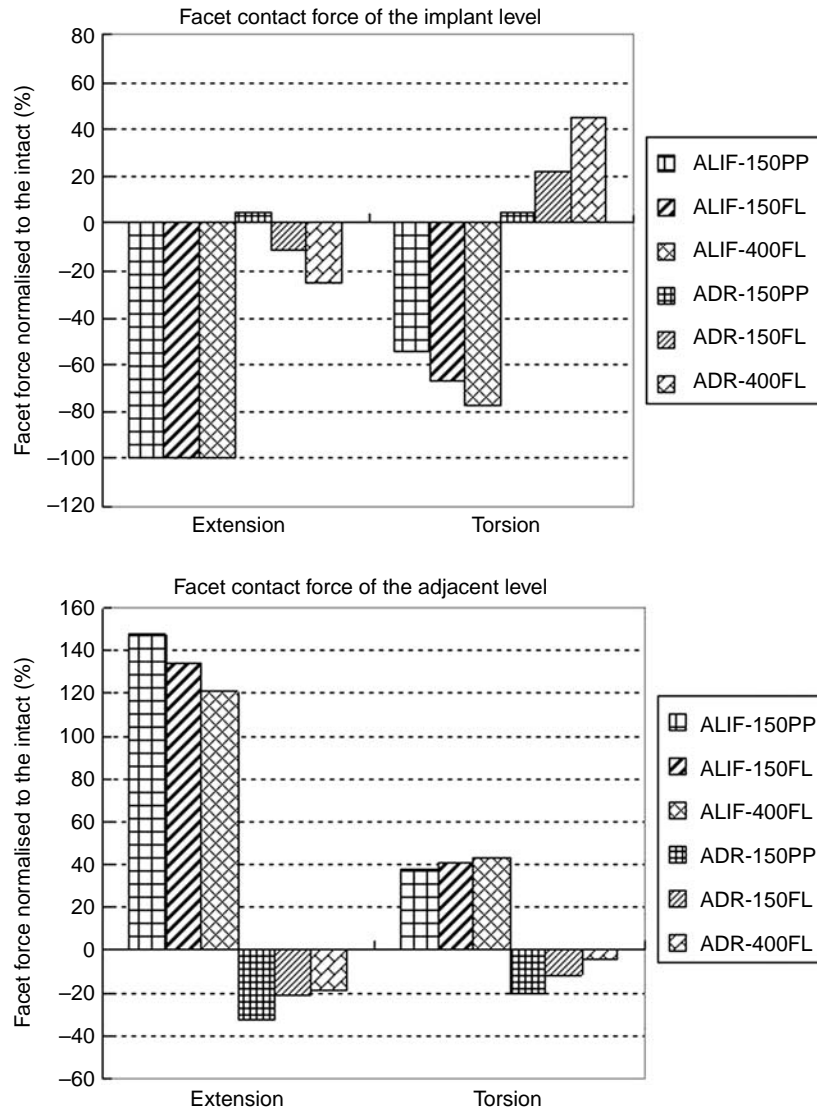 Facet contact force of the implant level
Facet force normalised to the intact (%)
80
60
40
20
0
–20
–40
–60
–80
–100
–120
Extension
Torsion
ALIF-150PP
ALIF-150FL
ALIF-400FL
ADR-150PP
ADR-150FL
ADR-400FL
Facet contact force of the adjacent level
Facet force normalised to the intact (%)
160
140
120
100
80
60
40
20
0
–20
–40
–60
Extension
Torsion
ALIF-150PP
ALIF-150FL
ALIF-400FL
ADR-150PP
ADR-150FL
ADR-400FL